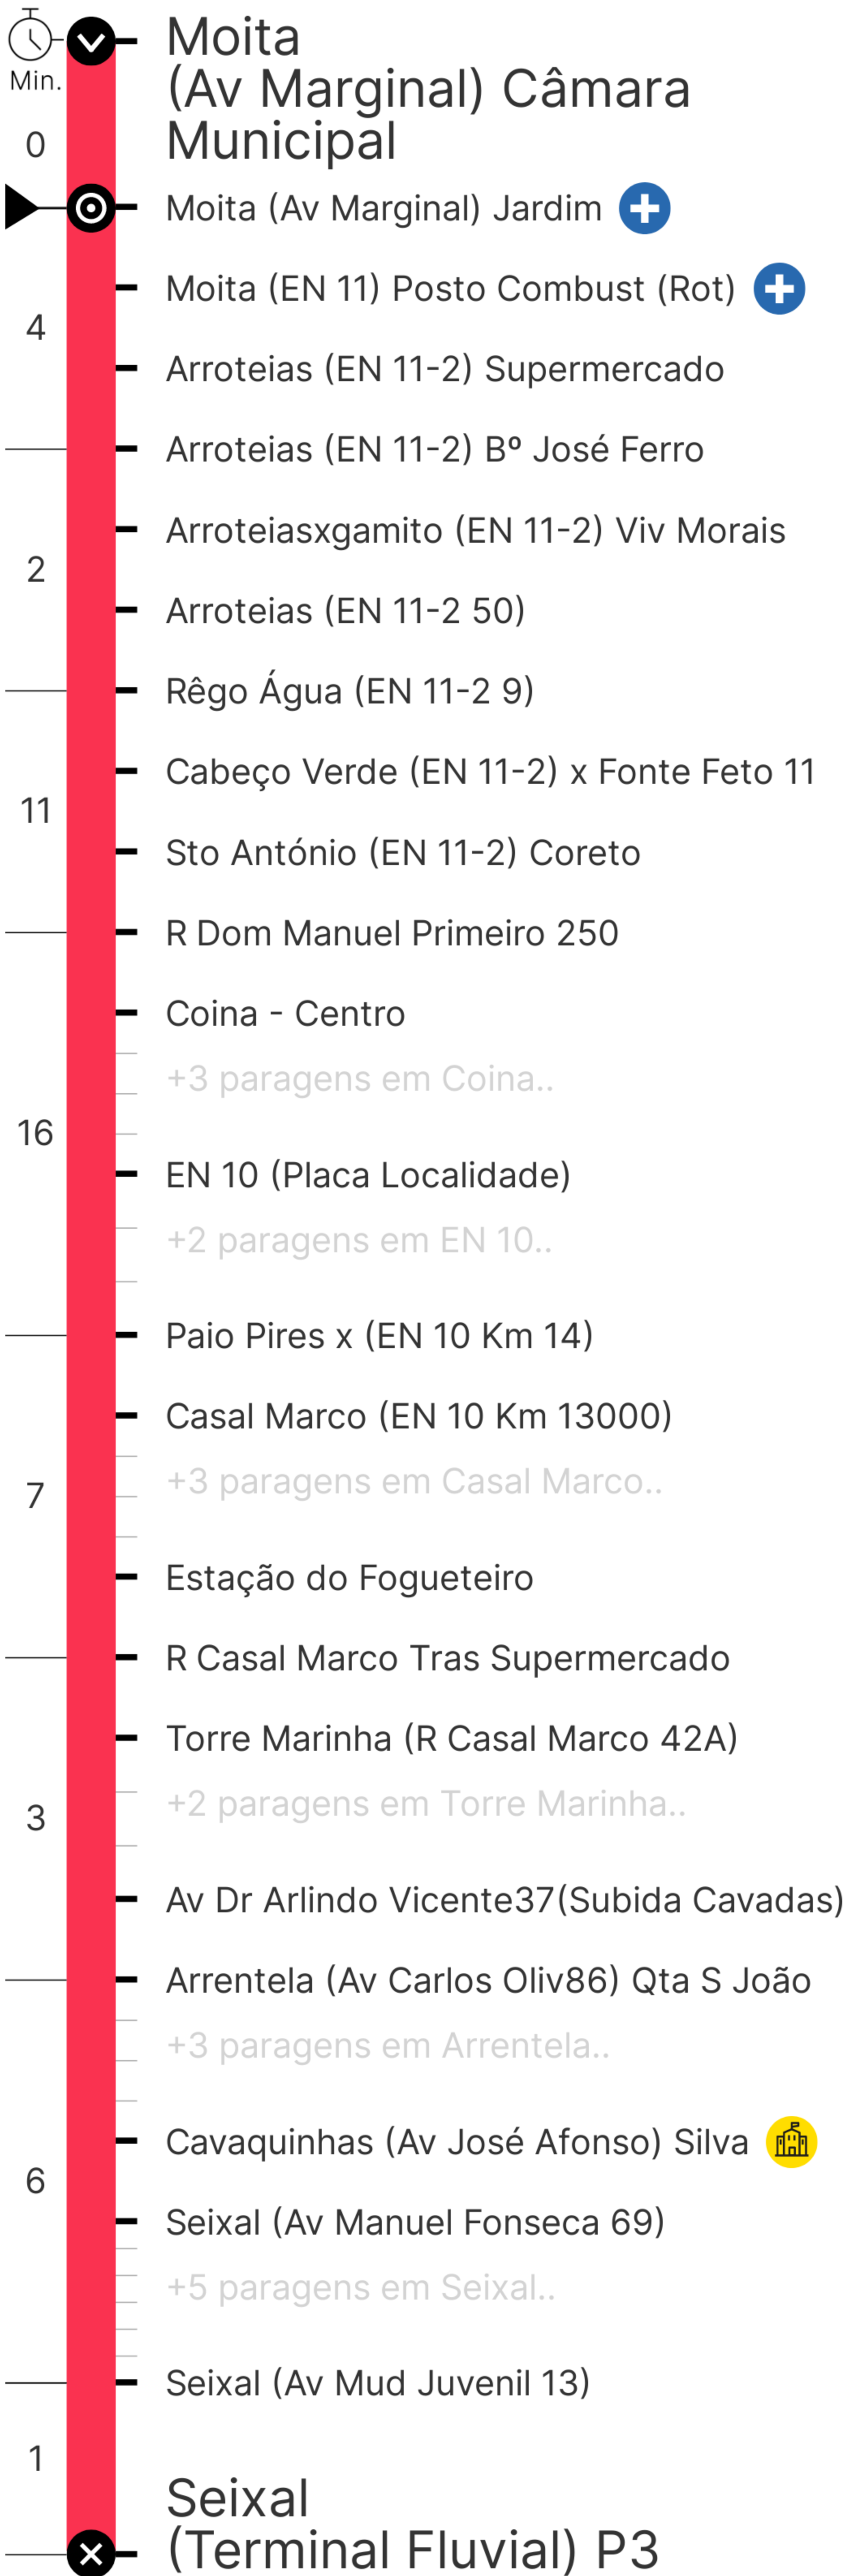 Min.
Moita
(Av Marginal) Câmara
Municipal
0
Moita (Av Marginal) Jardim
Moita (EN 11) Posto Combust (Rot)
4
Arroteias (EN 11-2) Supermercado
Arroteias (EN 11-2) Bº José Ferro
Arroteiasxgamito (EN 11-2) Viv Morais
2
Arroteias (EN 11-2 50)
Rêgo Água (EN 11-2 9)
Cabeço Verde (EN 11-2) x Fonte Feto 11
11
Sto António (EN 11-2) Coreto
R Dom Manuel Primeiro 250
Coina - Centro
+3 paragens em Coina..
16
EN 10 (Placa Localidade)
+2 paragens em EN 10..
Paio Pires x (EN 10 Km 14)
Casal Marco (EN 10 Km 13000)
+3 paragens em Casal Marco..
7
Estação do Fogueteiro
R Casal Marco Tras Supermercado
Torre Marinha (R Casal Marco 42A)
+2 paragens em Torre Marinha..
3
Av Dr Arlindo Vicente37(Subida Cavadas)
Arrentela (Av Carlos Oliv86) Qta S João
+3 paragens em Arrentela..
Cavaquinhas (Av José Afonso) Silva
6
Seixal (Av Manuel Fonseca 69)
+5 paragens em Seixal..
Seixal (Av Mud Juvenil 13)
1
Seixal
(Terminal Fluvial) P3